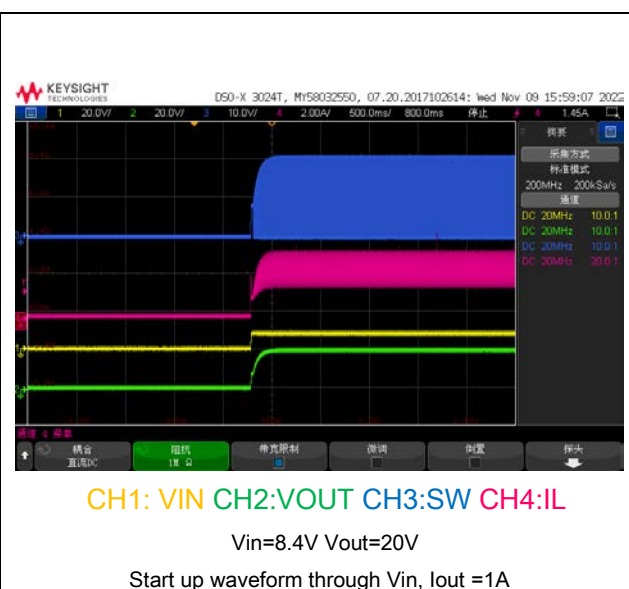 KEYSIGHT
TECHNOLOGIES
DSO-X 3024T, MY58032550, 07.20.2017102614: Wed Nov 09 15:59:07 2022
1 20.0V/ 2 20.0V/ 3 10.0V/ 4 2.00A/ 500.0ms/ 800.0ms 停止 4 1.45A
摘要
采集方式
标准模式
200MHz 200kSa/s
通道
DC 20MHz 10.0:1
DC 20MHz 10.0:1
DC 20MHz 10.0:1
DC 20MHz 20.0:1
通道 4 菜单
耦合
直流DC
阻抗
1M Ω
带宽限制
微调
倒置
探头
CH1: VIN CH2:VOUT CH3:SW CH4:IL
Vin=8.4V Vout=20V
Start up waveform through Vin, Iout =1A